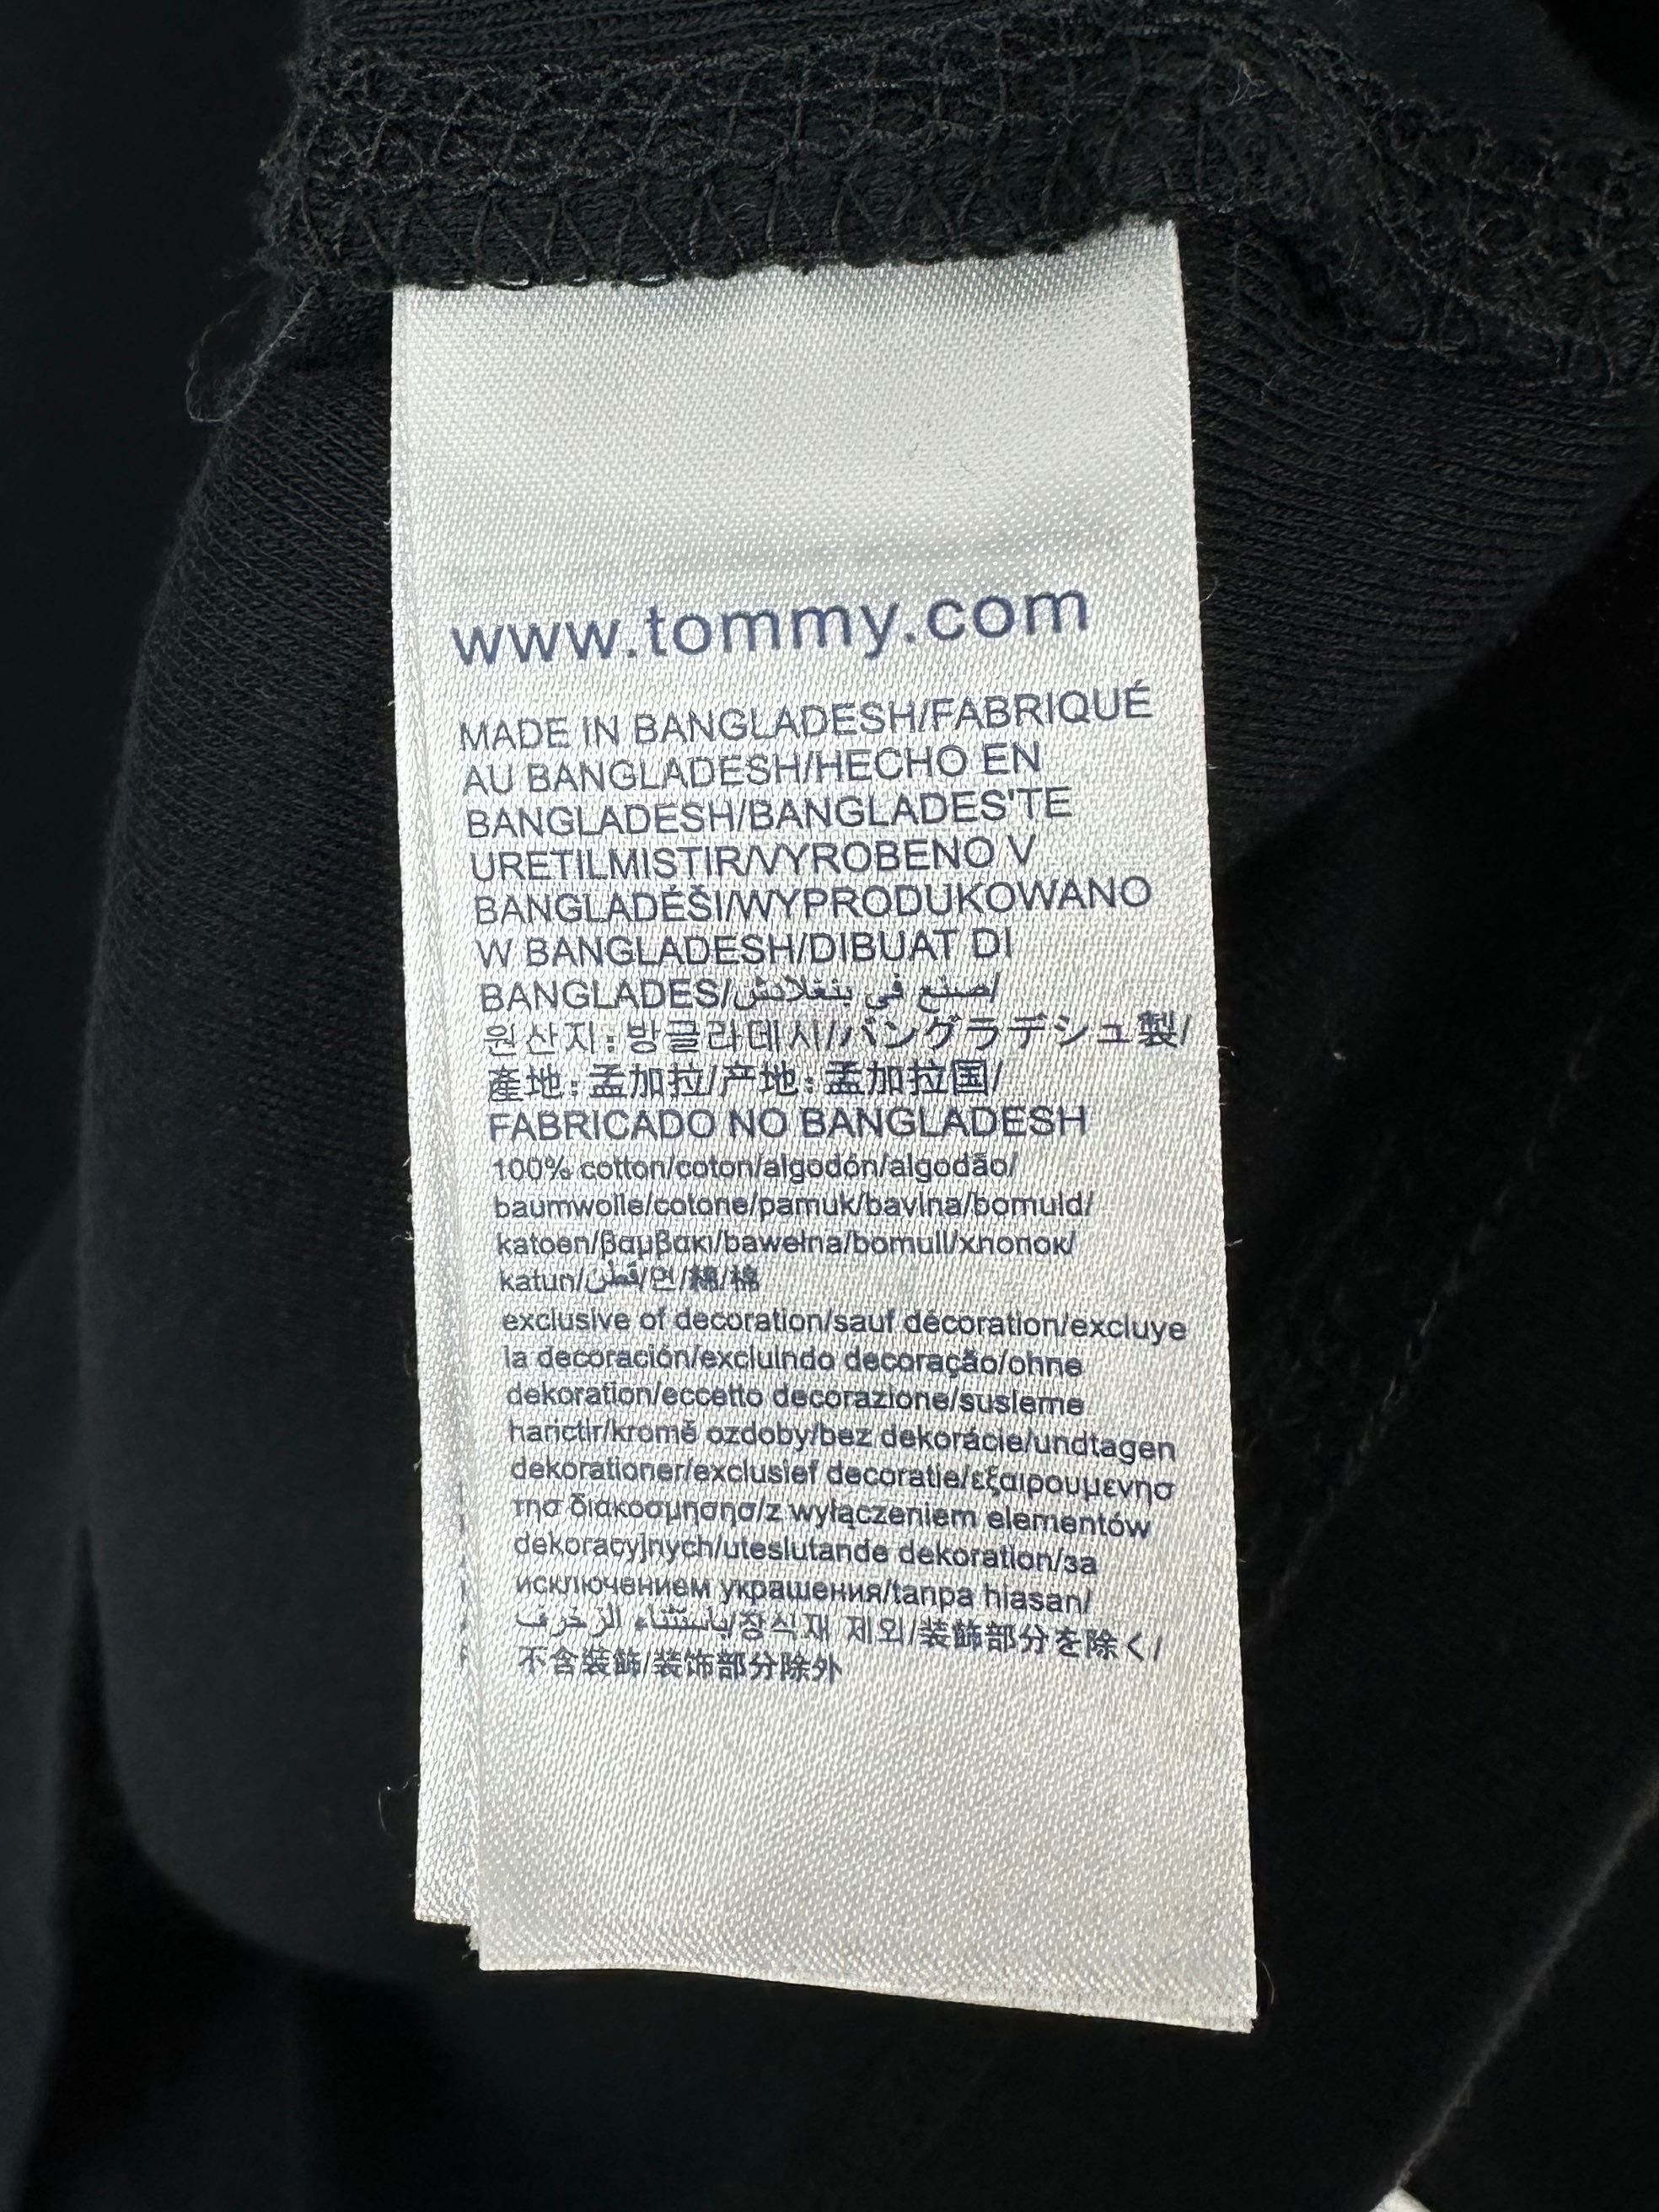 www.tommy.com
MADE IN BANGLADESH/FABRIQUÉ
AU BANGLADESH/HECHO EN
BANGLADESH/BANGLADES'TE
URETILMISTIR/VYROBENO V
BANGLADÉŠI/WYPRODUKOWANO
W BANGLADESH/DIBUAT DI
BANGLADES/صنع في بنغلادش/
원산지:방글라데시/バングラデシュ製/
產地:孟加拉/产地:孟加拉国/
FABRICADO NO BANGLADESH
100% cotton/coton/algodón/algodão/
baumwolle/cotone/pamuk/bavlna/bomuld/
katoen/βαμβακι/bawełna/bomull/хлопок/
katun/قطن/면/綿/棉
exclusive of decoration/sauf décoration/excluye
la decoración/excluindo decoração/ohne
dekoration/eccetto decorazione/susleme
harictir/kromě ozdoby/bez dekorácie/undtagen
dekorationer/exclusief decoratie/εξαιρουμενησ
τησ διακοσμησησ/z wyłączeniem elementów
dekoracyjnych/uteslutande dekoration/за
исключением украшения/tanpa hiasan/
باستثناء الزخرف/장식재 제외/装飾部分を除く/
不含裝飾/装饰部分除外